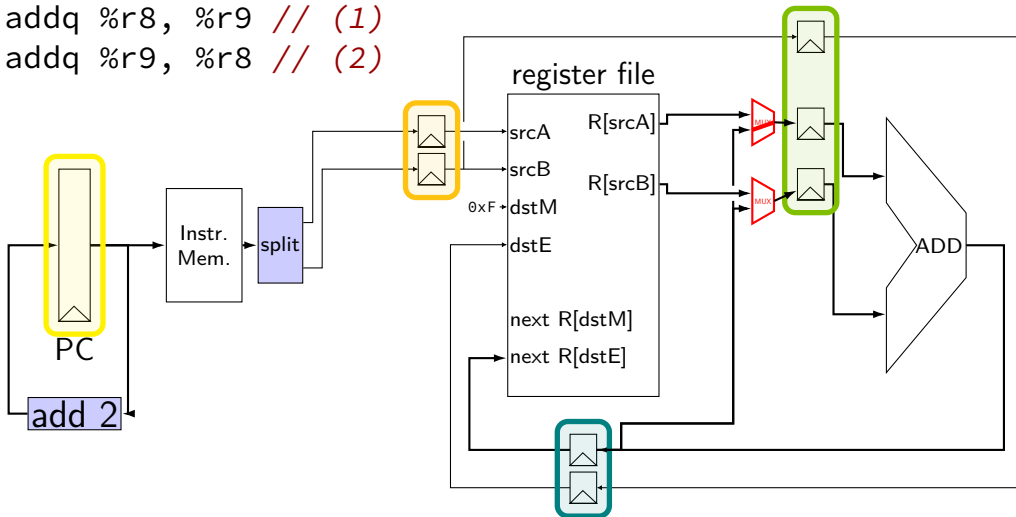 addq %r8, %r9 // (1)
addq %r9, %r8 // (2)
register file
srcA
srcB
0xF
dstM
dstE
next R[dstM]
next R[dstE]
R[srcA]
R[srcB]
MUX
MUX
ADD
Instr.
Mem.
split
PC
add 2